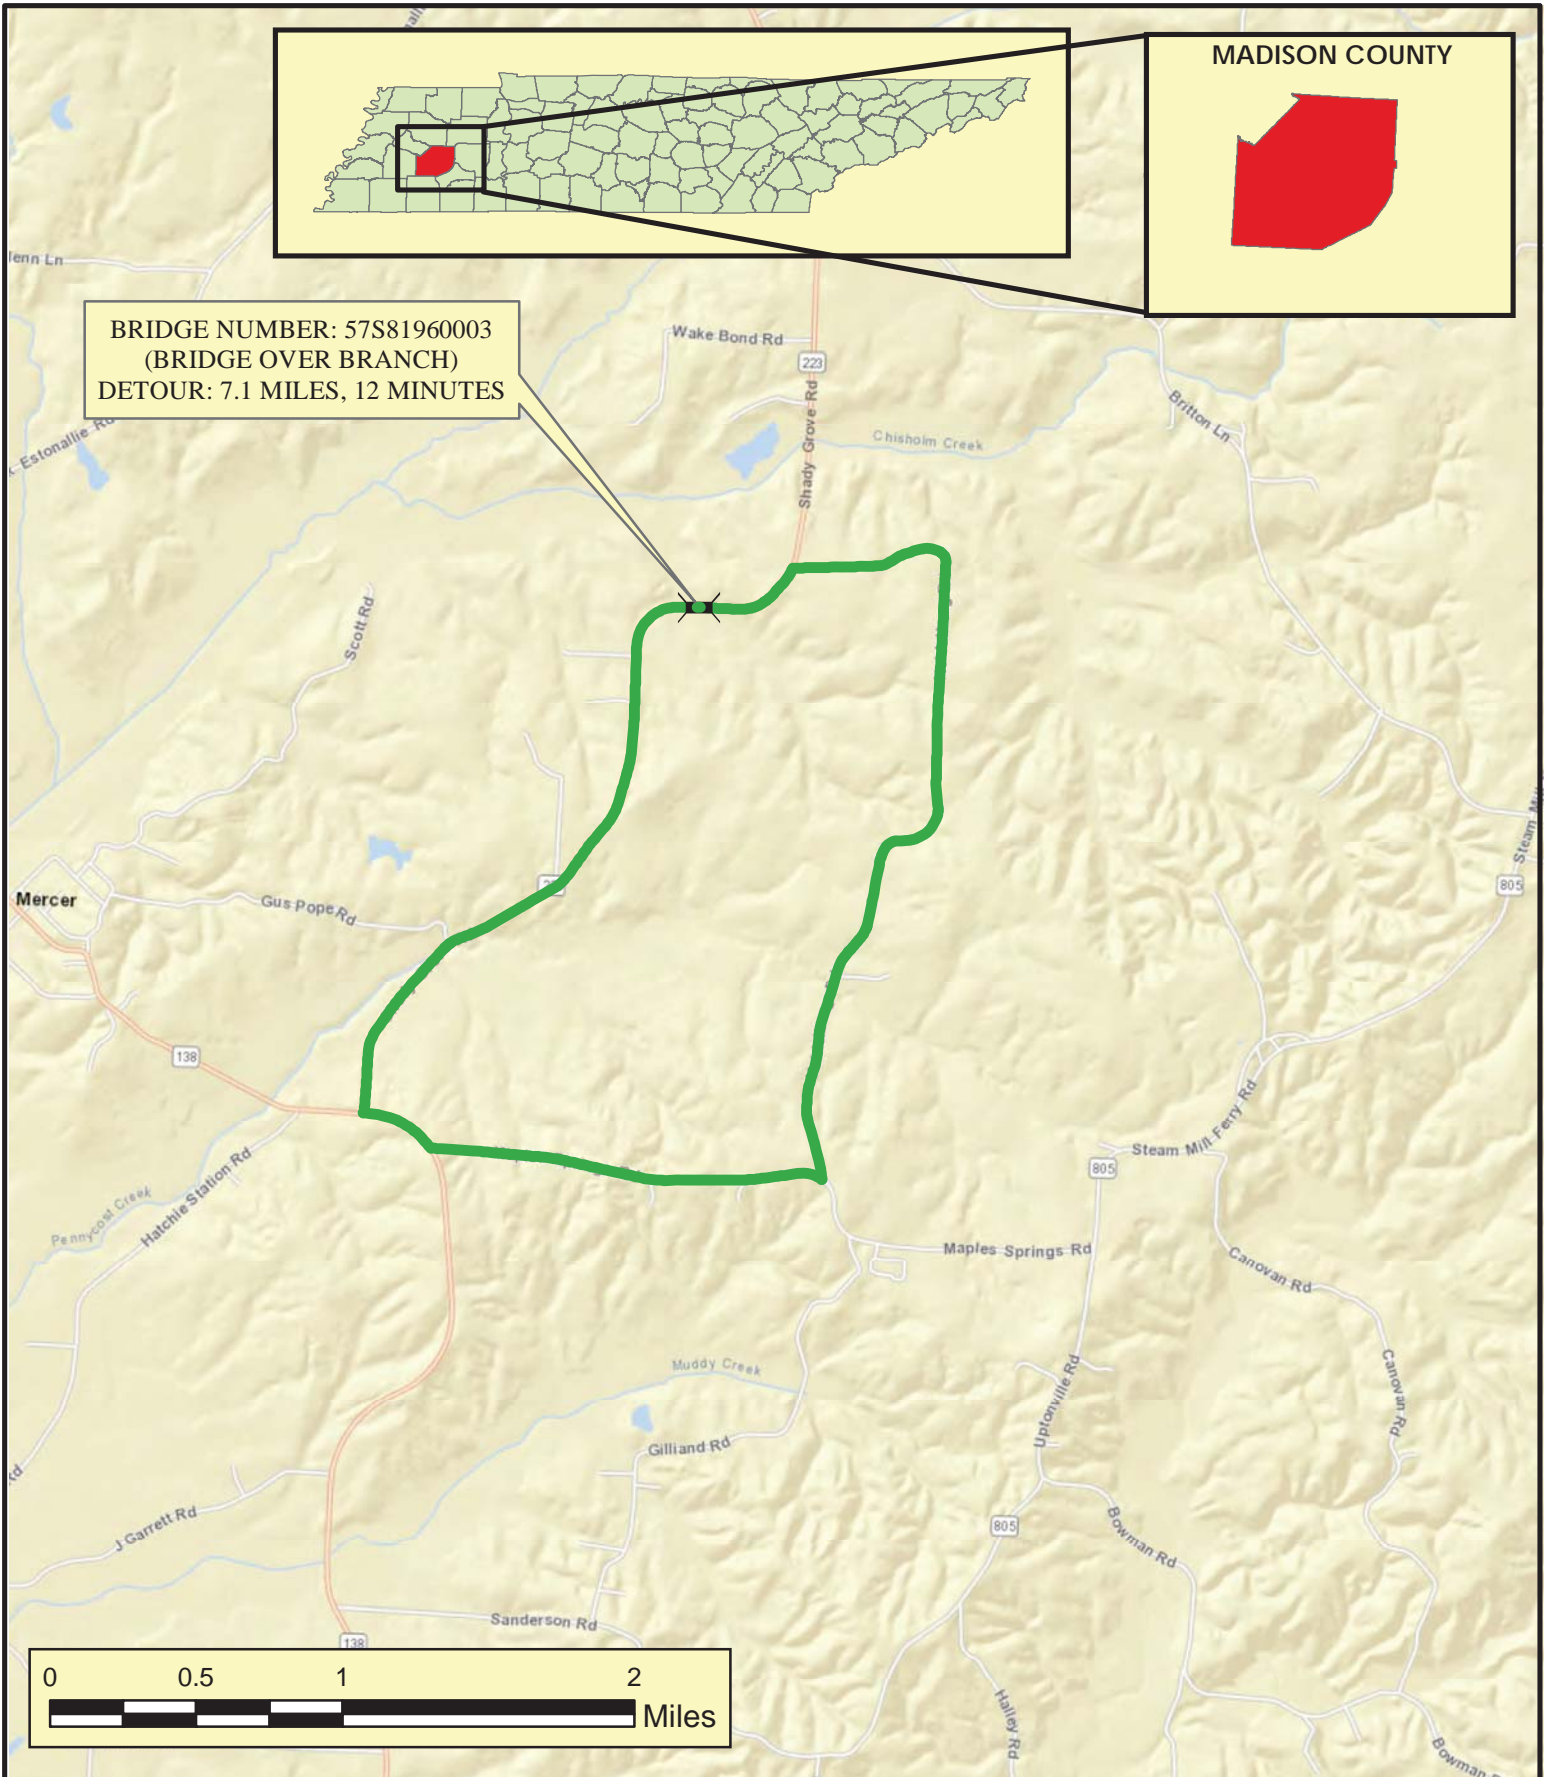 MADISON COUNTY
BRIDGE NUMBER: 57S81960003
(BRIDGE OVER BRANCH)
DETOUR: 7.1 MILES, 12 MINUTES
Wake Bond Rd
223
Shady Grove Rd
Chisholm Creek
Britton Ln
Estonallie Rd
Scott Rd
Mercer
Gus Pope Rd
138
805
Steam Mill Ferry Rd
805
Hatchie Station Rd
Pennycost Creek
Maples Springs Rd
Canovan Rd
Canovan Rd
Muddy Creek
Uptonville Rd
Gilliand Rd
J Garrett Rd
805
Bowman Rd
Sanderson Rd
138
Hailey Rd
Bowman
0 0.5 1 2
Miles